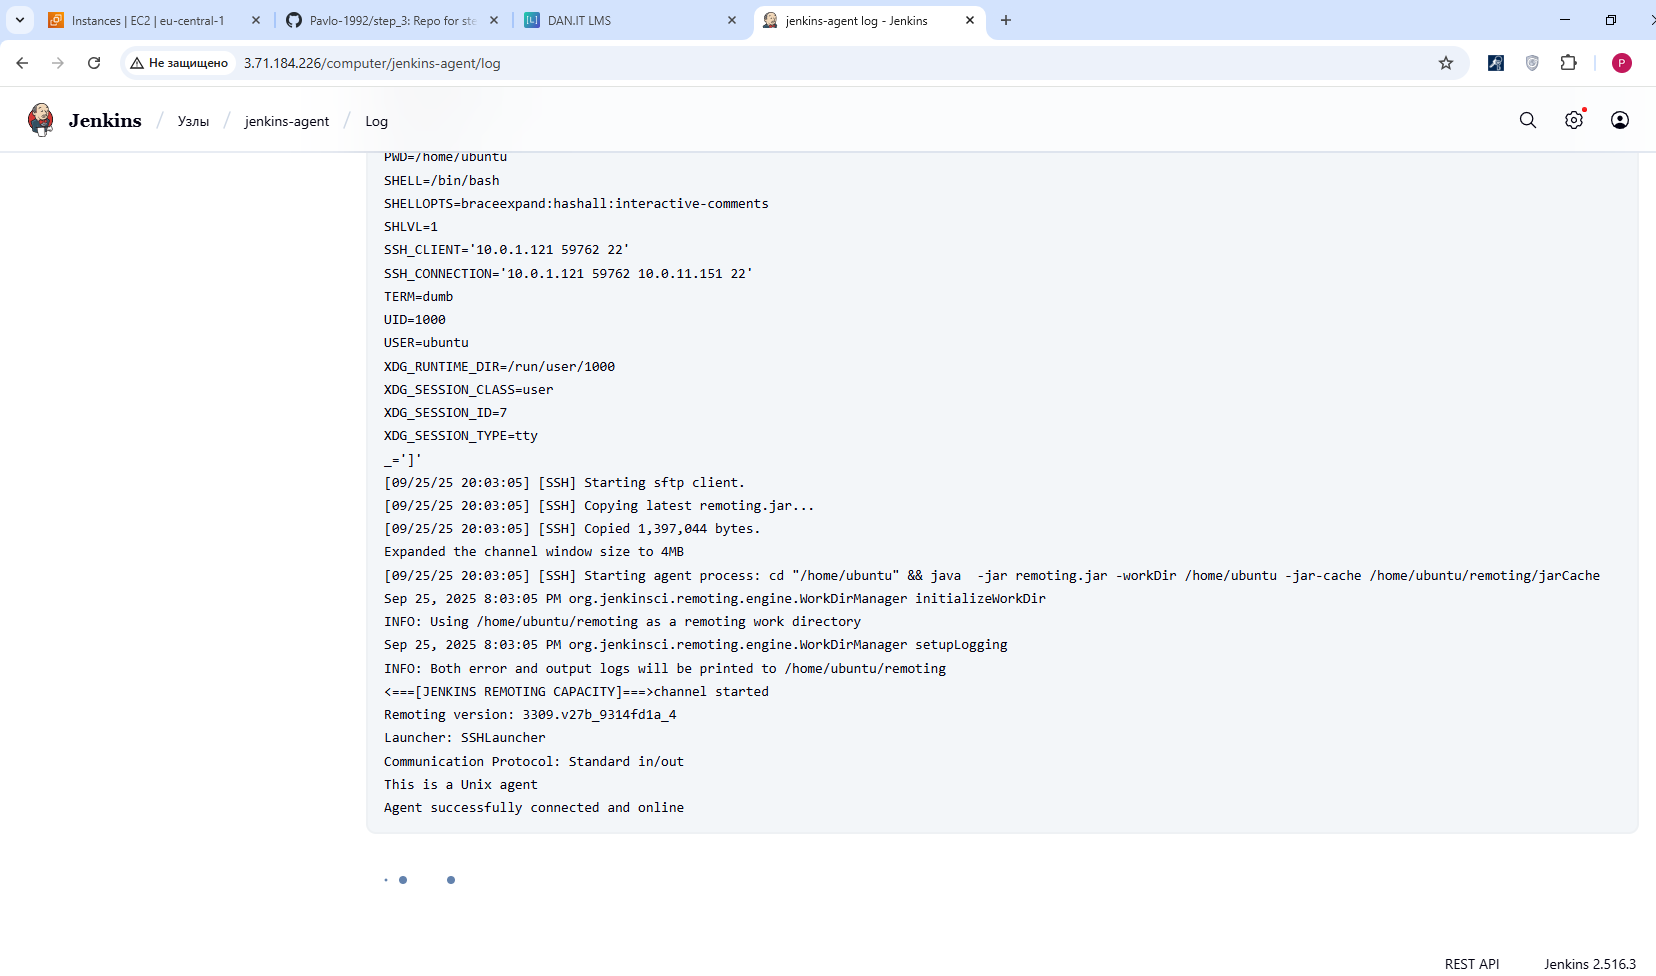 Instances | EC2 | eu-central-1
Pavlo-1992/step_3: Repo for ste
DAN.IT LMS
jenkins-agent log - Jenkins
Не защищено
3.71.184.226/computer/jenkins-agent/log
P
Jenkins / Узлы / jenkins-agent / Log
PWD=/home/ubuntu
SHELL=/bin/bash
SHELLOPTS=braceexpand:hashall:interactive-comments
SHLVL=1
SSH_CLIENT='10.0.1.121 59762 22'
SSH_CONNECTION='10.0.1.121 59762 10.0.11.151 22'
TERM=dumb
UID=1000
USER=ubuntu
XDG_RUNTIME_DIR=/run/user/1000
XDG_SESSION_CLASS=user
XDG_SESSION_ID=7
XDG_SESSION_TYPE=tty
_=']'
[09/25/25 20:03:05] [SSH] Starting sftp client.
[09/25/25 20:03:05] [SSH] Copying latest remoting.jar...
[09/25/25 20:03:05] [SSH] Copied 1,397,044 bytes.
Expanded the channel window size to 4MB
[09/25/25 20:03:05] [SSH] Starting agent process: cd "/home/ubuntu" && java  -jar remoting.jar -workDir /home/ubuntu -jar-cache /home/ubuntu/remoting/jarCache
Sep 25, 2025 8:03:05 PM org.jenkinsci.remoting.engine.WorkDirManager initializeWorkDir
INFO: Using /home/ubuntu/remoting as a remoting work directory
Sep 25, 2025 8:03:05 PM org.jenkinsci.remoting.engine.WorkDirManager setupLogging
INFO: Both error and output logs will be printed to /home/ubuntu/remoting
<===[JENKINS REMOTING CAPACITY]===>channel started
Remoting version: 3309.v27b_9314fd1a_4
Launcher: SSHLauncher
Communication Protocol: Standard in/out
This is a Unix agent
Agent successfully connected and online
REST API
Jenkins 2.516.3